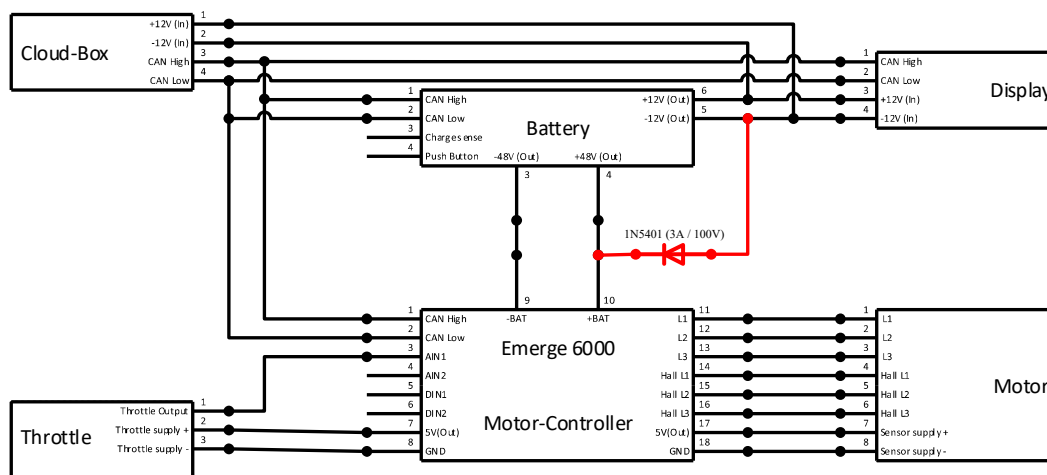 Cloud-Box
+12V (In) 1
-12V (In) 2
CAN High 3
CAN Low 4
1 CAN High
2 CAN Low
3 +12V (In)
4 -12V (In)
Display
1 CAN High
2 CAN Low
3 Chargesense
4 Push Button
Battery
+12V (Out) 6
-12V (Out) 5
-48V (Out)
+48V (Out)
3
4
1N5401 (3A / 100V)
9
10
-BAT
+BAT
1 CAN High
2 CAN Low
3 AIN1
4 AIN2
5 DIN1
6 DIN2
7 5V(Out)
8 GND
Emerge 6000
Motor-Controller
L1 11
L2 12
L3 13
Hall L1 14
Hall L2 15
Hall L3 16
5V(Out) 17
GND 18
1 L1
2 L2
3 L3
4 Hall L1
5 Hall L2
6 Hall L3
7 Sensor supply +
8 Sensor supply -
Motor
Throttle
Throttle Output 1
Throttle supply + 2
Throttle supply - 3